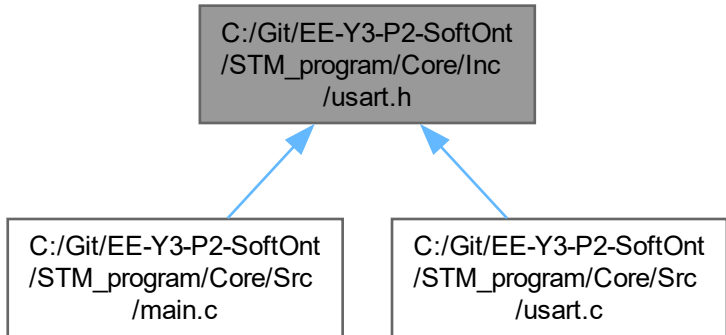 C:/Git/EE-Y3-P2-SoftOnt
/STM_program/Core/Inc
/usart.h
C:/Git/EE-Y3-P2-SoftOnt
/STM_program/Core/Src
/main.c
C:/Git/EE-Y3-P2-SoftOnt
/STM_program/Core/Src
/usart.c